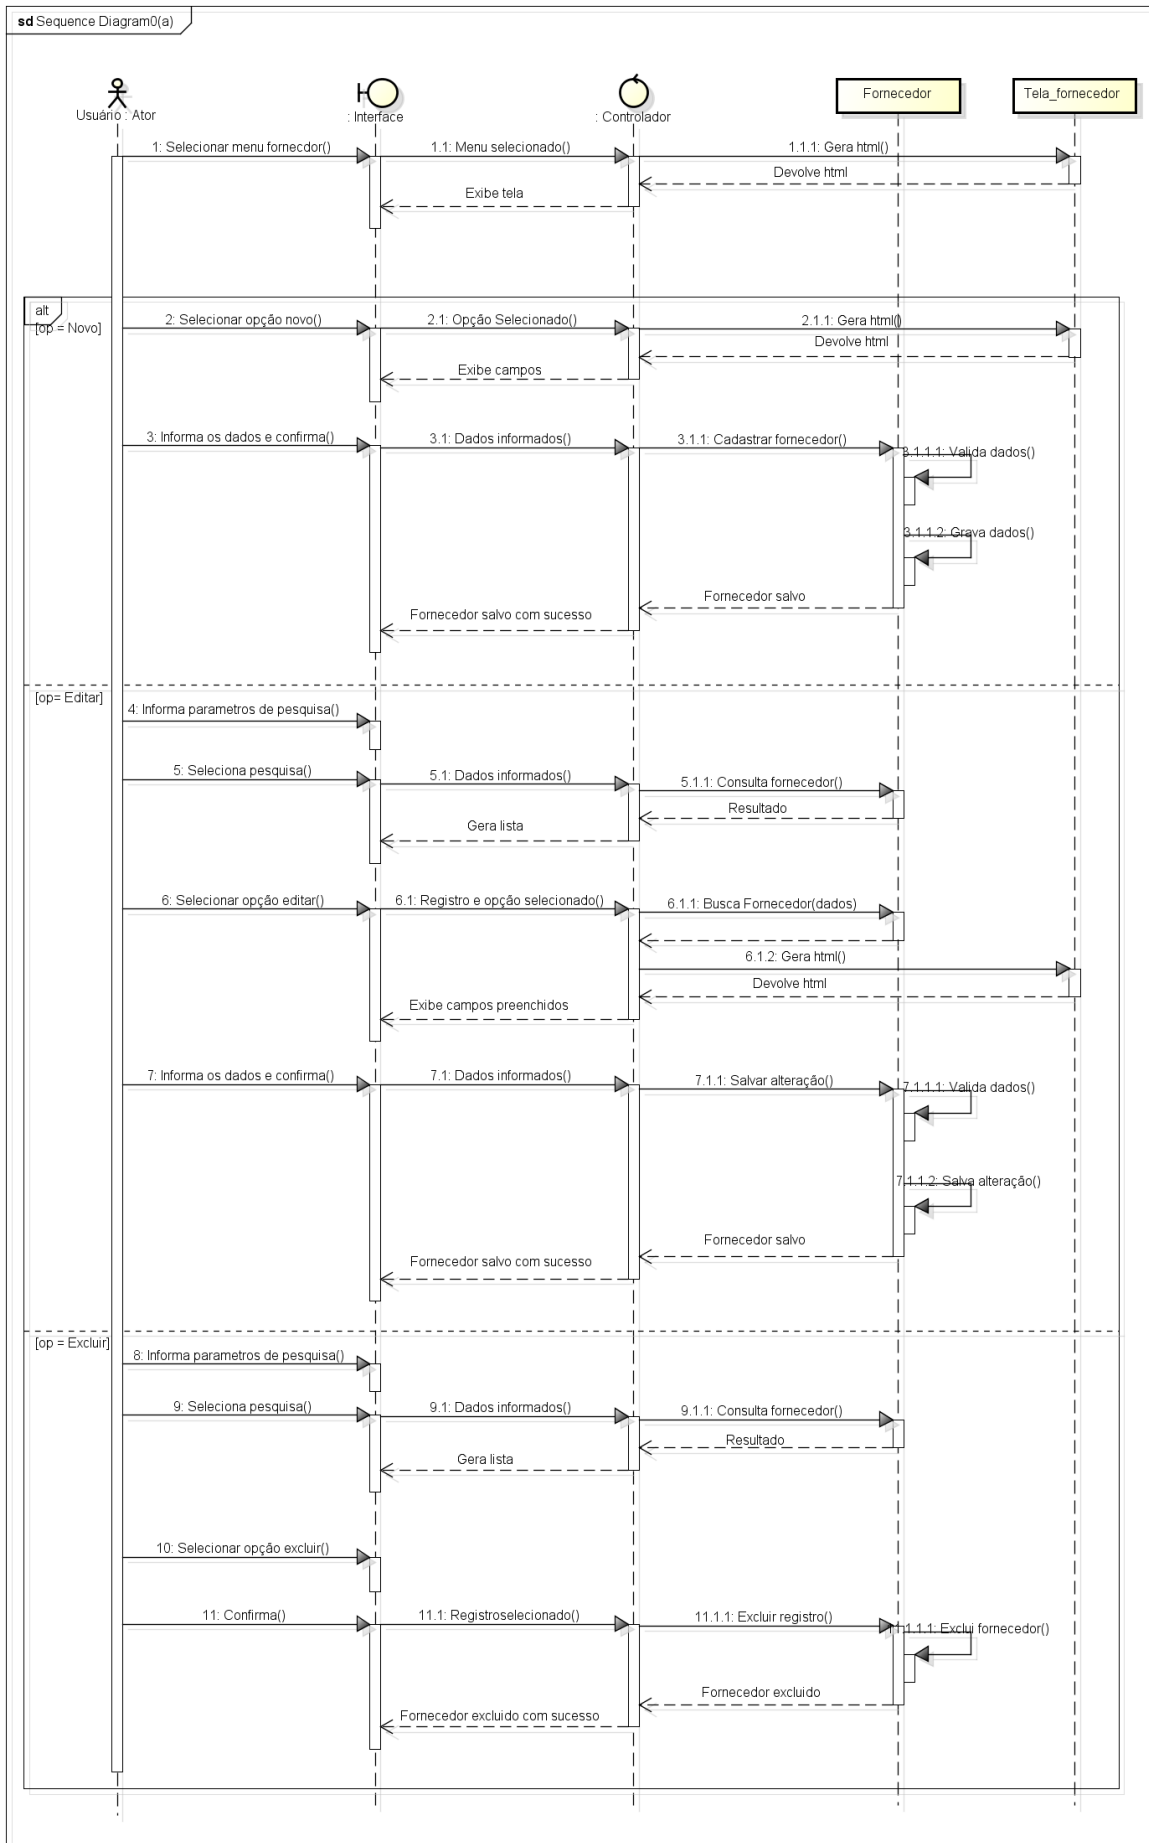 sd Sequence Diagram0(a)
Usuário : Ator
: Interface
: Controlador
Fornecedor
Tela_fornecedor
1: Selecionar menu fornecdor()
1.1: Menu selecionado()
1.1.1: Gera html()
Devolve html
Exibe tela
alt
[op = Novo]
2: Selecionar opção novo()
2.1: Opção Selecionado()
2.1.1: Gera html()
Devolve html
Exibe campos
3: Informa os dados e confirma()
3.1: Dados informados()
3.1.1: Cadastrar fornecedor()
3.1.1.1: Valida dados()
3.1.1.2: Grava dados()
Fornecedor salvo
Fornecedor salvo com sucesso
[op= Editar]
4: Informa parametros de pesquisa()
5: Seleciona pesquisa()
5.1: Dados informados()
5.1.1: Consulta fornecedor()
Resultado
Gera lista
6: Selecionar opção editar()
6.1: Registro e opção selecionado()
6.1.1: Busca Fornecedor(dados)
6.1.2: Gera html()
Devolve html
Exibe campos preenchidos
7: Informa os dados e confirma()
7.1: Dados informados()
7.1.1: Salvar alteração()
7.1.1.1: Valida dados()
7.1.1.2: Salva alteração()
Fornecedor salvo
Fornecedor salvo com sucesso
[op = Excluir]
8: Informa parametros de pesquisa()
9: Seleciona pesquisa()
9.1: Dados informados()
9.1.1: Consulta fornecedor()
Resultado
Gera lista
10: Selecionar opção excluir()
11: Confirma()
11.1: Registroselecionado()
11.1.1: Excluir registro()
11.1.1.1: Exclui fornecedor()
Fornecedor excluido
Fornecedor excluido com sucesso